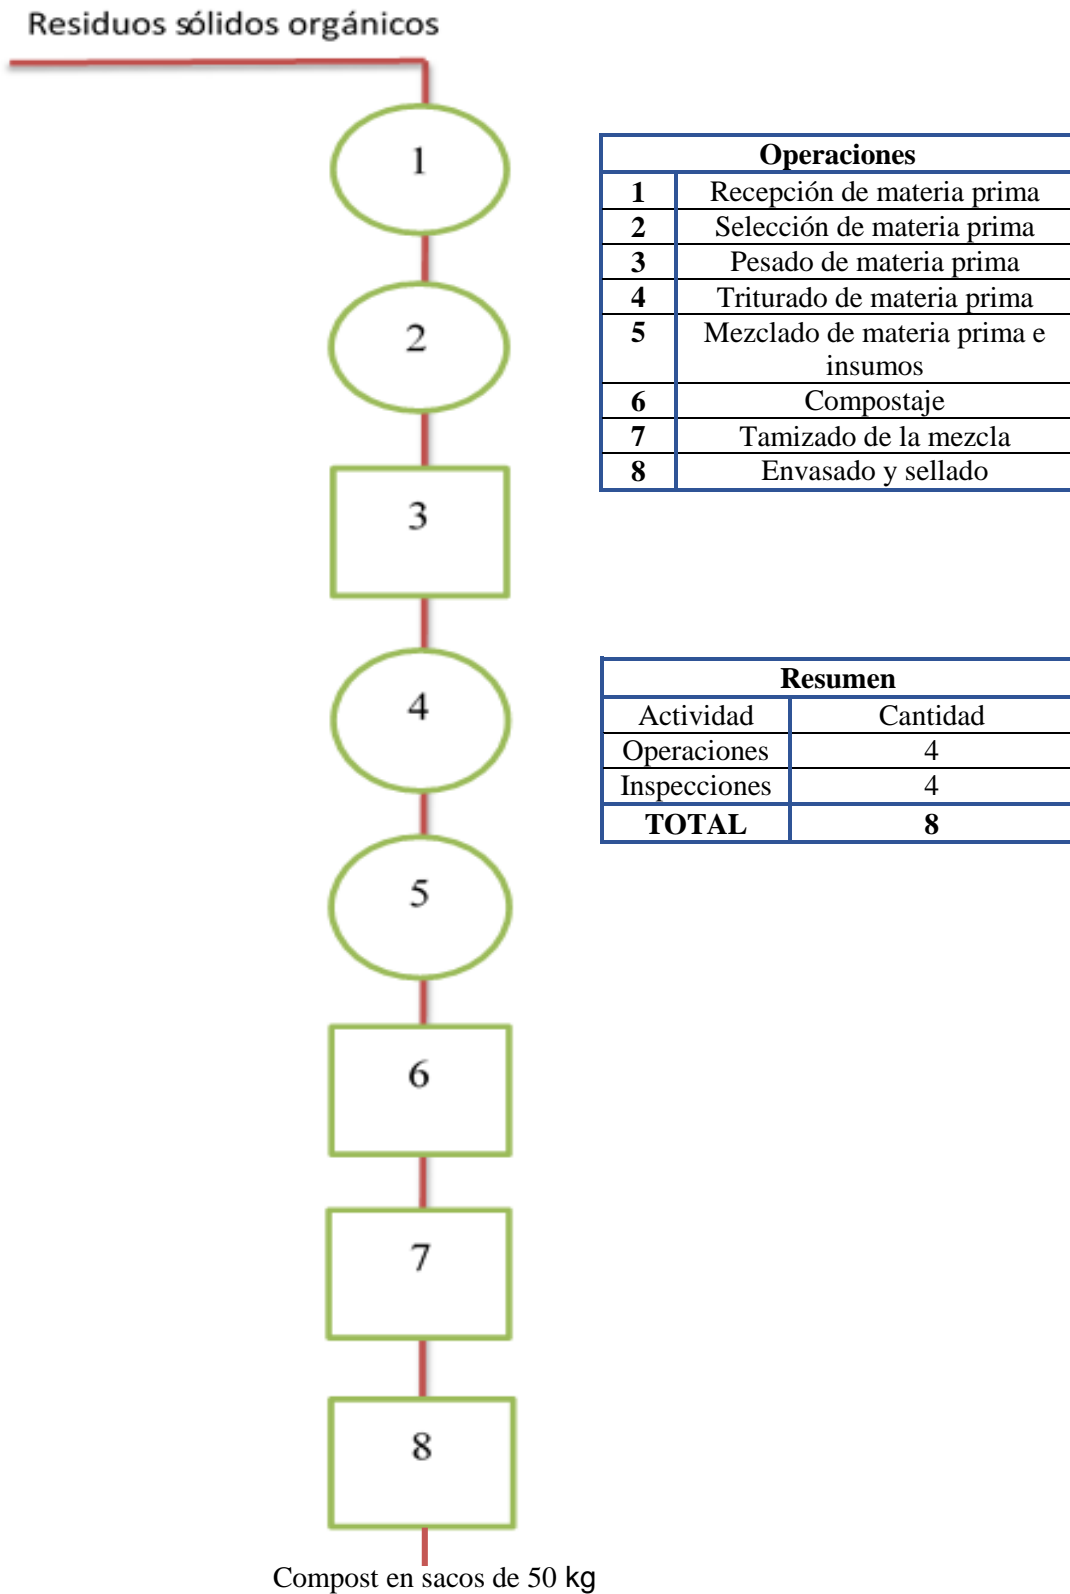 Residuos sólidos orgánicos
1
2
3
4
5
6
7
8
Compost en sacos de 50 kg
Operaciones
1 Recepción de materia prima
2 Selección de materia prima
3 Pesado de materia prima
4 Triturado de materia prima
5 Mezclado de materia prima e
insumos
6 Compostaje
7 Tamizado de la mezcla
8 Envasado y sellado
Resumen
Actividad Cantidad
Operaciones 4
Inspecciones 4
TOTAL 8